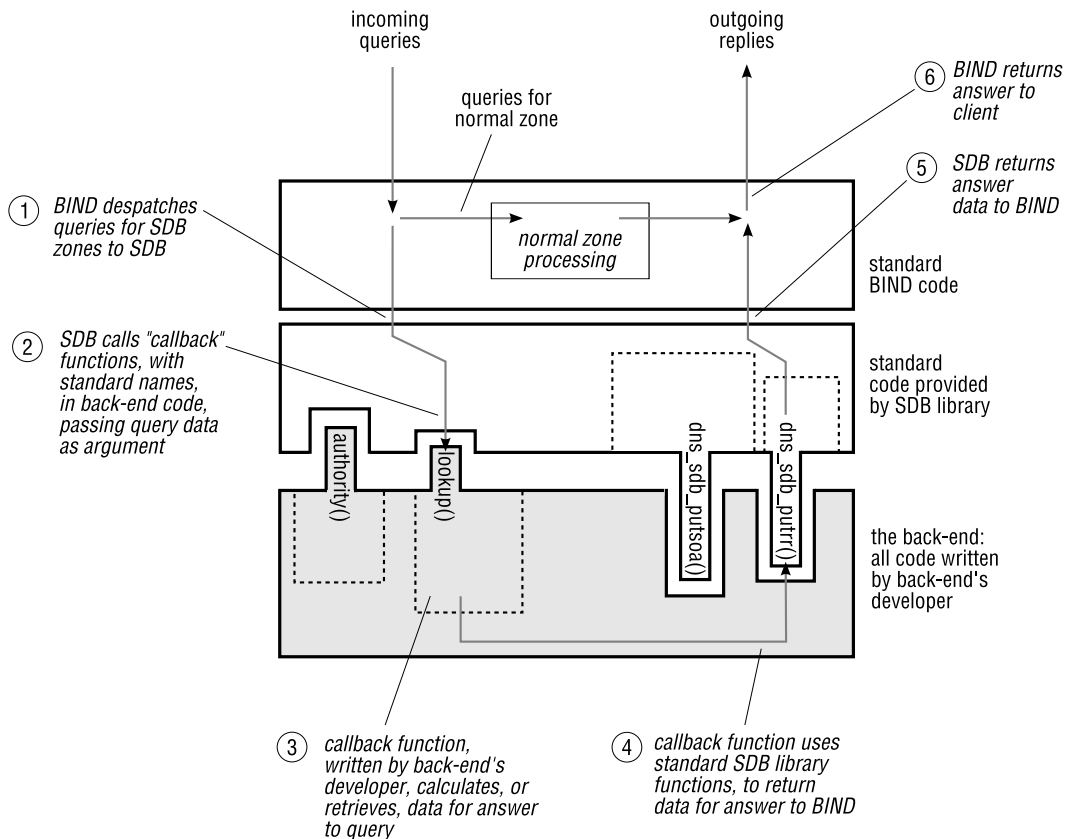 incoming
queries
outgoing
replies
queries for
normal zone
6 BIND returns
answer to
client
5 SDB returns
answer
data to BIND
1 BIND despatches
queries for SDB
zones to SDB
normal zone
processing
standard
BIND code
2 SDB calls "callback"
functions, with
standard names,
in back-end code,
passing query data
as argument
standard
code provided
by SDB library
authority()
lookup()
dns_sdb_putsoa()
dns_sdb_putrr()
the back-end:
all code written
by back-end's
developer
3 callback function,
written by back-end's
developer, calculates, or
retrieves, data for answer
to query
4 callback function uses
standard SDB library
functions, to return
data for answer to BIND